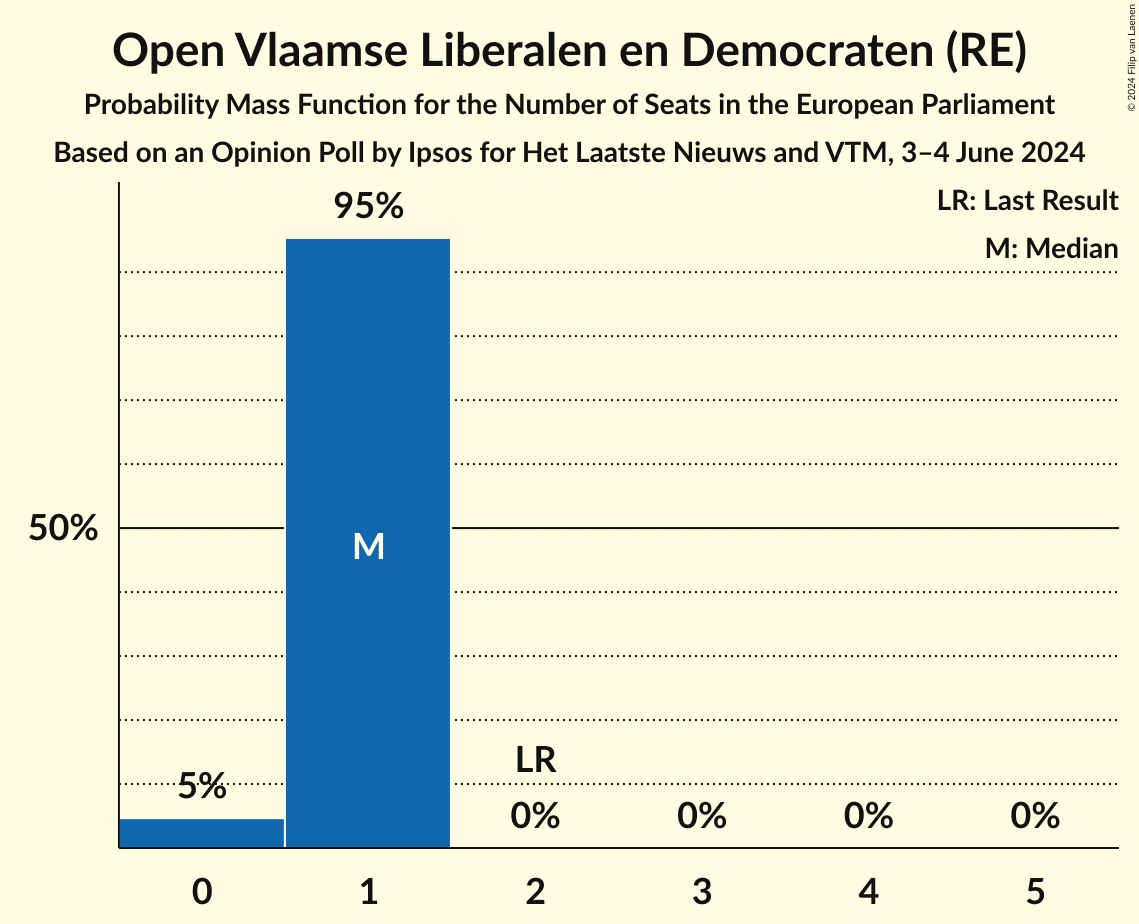 Open Vlaamse Liberalen en Democraten (RE)
Probability Mass Function for the Number of Seats in the European Parliament
Based on an Opinion Poll by Ipsos for Het Laatste Nieuws and VTM, 3–4 June 2024
© 2024 Filip van Laenen
LR: Last Result
M: Median
95%
50%
M
LR
5%
0%
0%
0%
0%
0
1
2
3
4
5